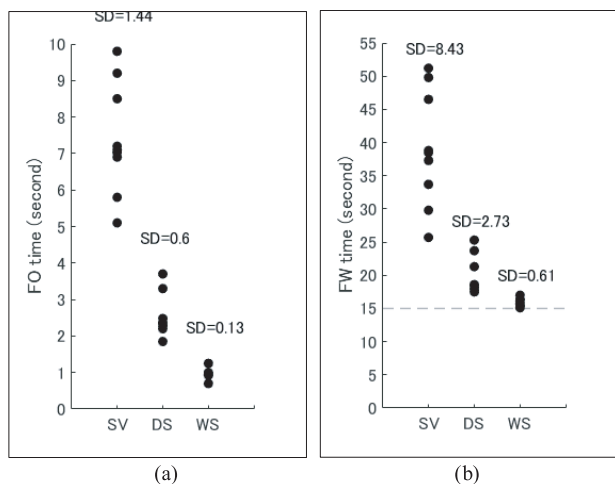 SD=1.44
10
9
8
7
6
5
4
3
2
1
0
FO time (second)
SD=0.6
SD=0.13
SV DS WS
(a)
55
50
45
40
35
30
25
20
15
10
5
0
FW time (second)
SD=8.43
SD=2.73
SD=0.61
SV DS WS
(b)